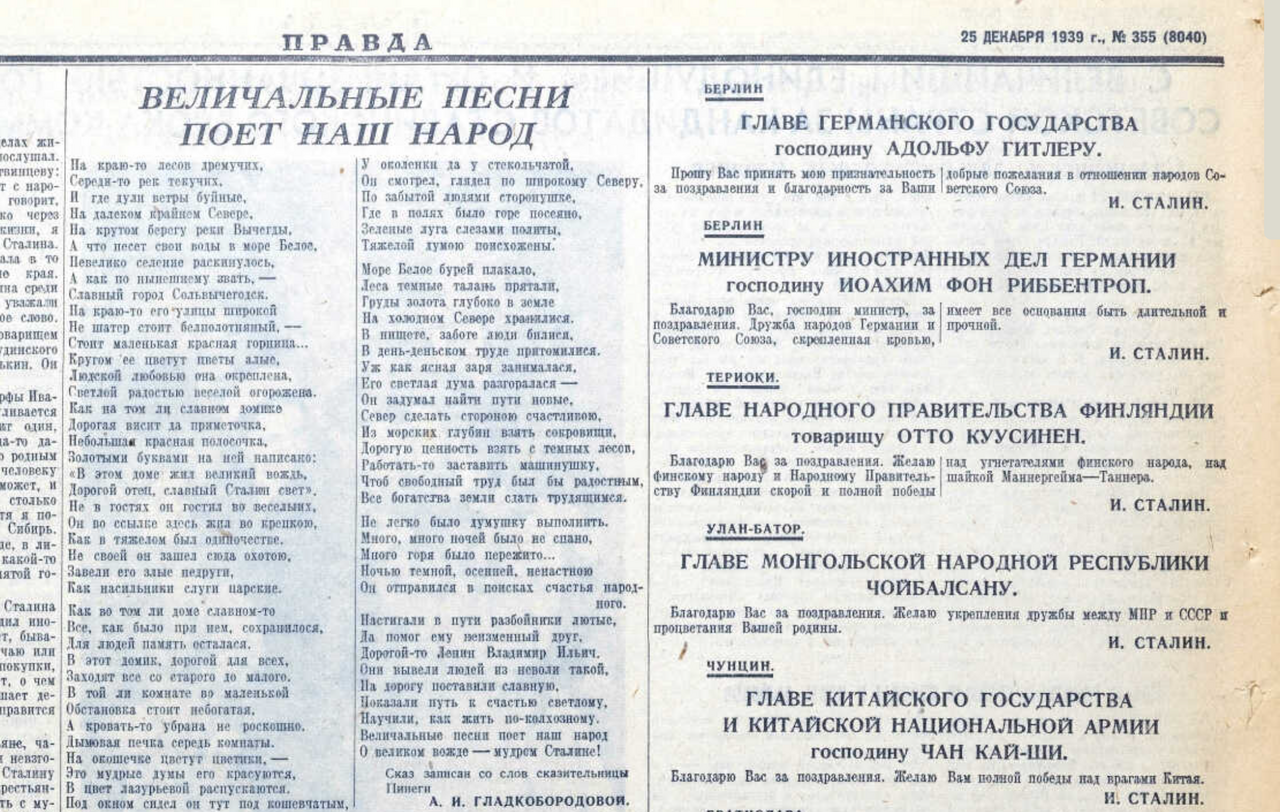 ПРАВДА
25 ДЕКАБРЯ 1939 г., № 355 (8040)
ВЕЛИЧАЛЬНЫЕ ПЕСНИ
ПОЕТ НАШ НАРОД
На краю-то лесов дремучих,
Середи-то рек текучих,
И где дули ветры буйные,
На далеком крайнем Севере,
На крутом берегу реки Вычегды,
А что несет свои воды в море Белое,
Невелико селение раскинулось,
А как по нынешнему звать, —
Славный город Сольвычегодск.
На краю-то его улицы широкой
Не шатер стоит белополотняный, —
Стоит маленькая красная горница...
Кругом ее цветут цветы алые,
Людской любовью она окреплена,
Светлой радостью веселой огорожена.
Как на том ли славном домике
Дорогая висит да приметочка,
Небольшая красная полосочка,
Золотыми буквами на ней написано:
«В этом доме жил великий вождь,
Дорогой отец, славный Сталин свет».
Не в гостях он гостил во веселыих,
Он во ссылке здесь жил во крепкою,
Как в тяжелом был одиночестве.
Не своей он зашел сюда охотою,
Завели его злые недруги,
Как насильники слуги царские.
Как во том ли доме славном-то
Все, как было при нем, сохранилося,
Для людей память осталася.
В этот домик, дорогой для всех,
Заходят все со старого до малого.
В той ли комнате во маленькой
Обстановка стоит небогатая.
А кровать-то убрана не роскошно.
Дымовая печка середь комнаты.
На окошечке цветут цветики, —
Это мудрые думы его красуются,
В цвет лазурьевой распускаются.
Под окном сидел он тут под кошевчатым,
У околенки да у стекольчатой,
Он смотрел, глядел по широкому Северу,
По забытой людями сторонушке,
Где в полях было горе посеяно,
Зеленые луга слезами политы,
Тяжелой думою поисхожены.
Море Белое бурей плакало,
Леса темные талань прятали,
Груды золота глубоко в земле
На холодном Севере хранилися.
В нищете, заботе люди билися,
В день-деньском труде притомилися.
Уж как ясная заря занималася,
Его светлая дума разгоралася —
Он задумал найти пути новые,
Север сделать стороною счастливою,
Из морских глубин взять сокровищи,
Дорогую ценность взять с темных лесов,
Работать-то заставить машинушку,
Чтоб свободный труд был бы радостным,
Все богатства земли сдать трудящимся.
Не легко было думушку выполнить.
Много, много ночей было не спано,
Много горя было пережито...
Ночью темной, осенней, ненастною
Он отправился в поисках счастья народ-
ного.
Настигали в пути разбойники лютые,
Да помог ему неизменный друг,
Дорогой-то Ленин Владимир Ильич.
Они вывели людей из неволи такой,
На дорогу поставили славную,
Показали путь к счастью светлому,
Научили, как жить по-колхозному.
Величальные песни поет наш народ
О великом вожде — мудром Сталине!
Сказ записан со слов сказительницы
Пинеги
А. И. ГЛАДКОБОРОДОВОЙ.
БЕРЛИН
ГЛАВЕ ГЕРМАНСКОГО ГОСУДАРСТВА
господину АДОЛЬФУ ГИТЛЕРУ.
Прошу Вас принять мою признательность
за поздравления и благодарность за Ваши
добрые пожелания в отношении народов Со-
ветского Союза.
И. СТАЛИН.
БЕРЛИН
МИНИСТРУ ИНОСТРАННЫХ ДЕЛ ГЕРМАНИИ
господину ИОАХИМ ФОН РИББЕНТРОП.
Благодарю Вас, господин министр, за
поздравления. Дружба народов Германии и
Советского Союза, скрепленная кровью,
имеет все основания быть длительной и
прочной.
И. СТАЛИН.
ТЕРИОКИ.
ГЛАВЕ НАРОДНОГО ПРАВИТЕЛЬСТВА ФИНЛЯНДИИ
товарищу ОТТО КУУСИНЕН.
Благодарю Вас за поздравления. Желаю
финскому народу и Народному Правитель-
ству Финляндии скорой и полной победы
над угнетателями финского народа, над
шайкой Маннергейма—Таннера.
И. СТАЛИН.
УЛАН-БАТОР.
ГЛАВЕ МОНГОЛЬСКОЙ НАРОДНОЙ РЕСПУБЛИКИ
ЧОЙБАЛСАНУ.
Благодарю Вас за поздравления. Желаю укрепления дружбы между МНР и СССР и
процветания Вашей родины.
И. СТАЛИН.
ЧУНЦИН.
ГЛАВЕ КИТАЙСКОГО ГОСУДАРСТВА
И КИТАЙСКОЙ НАЦИОНАЛЬНОЙ АРМИИ
господину ЧАН КАЙ-ШИ.
Благодарю Вас за поздравления. Желаю Вам полной победы над врагами Китая.
И. СТАЛИН.